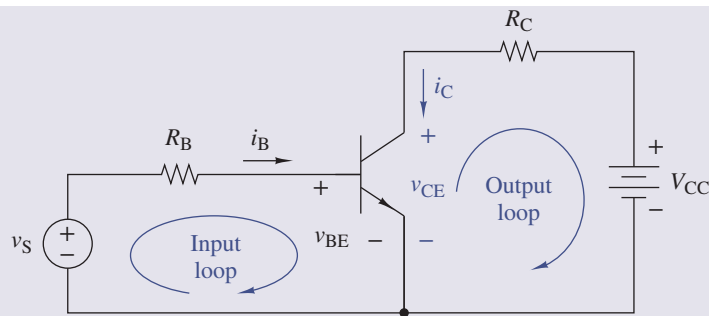 R_C
i_C
R_B
i_B
+
+
+
v_CE
Output
loop
V_CC
v_S
+
−
Input
loop
v_BE
−
−
−